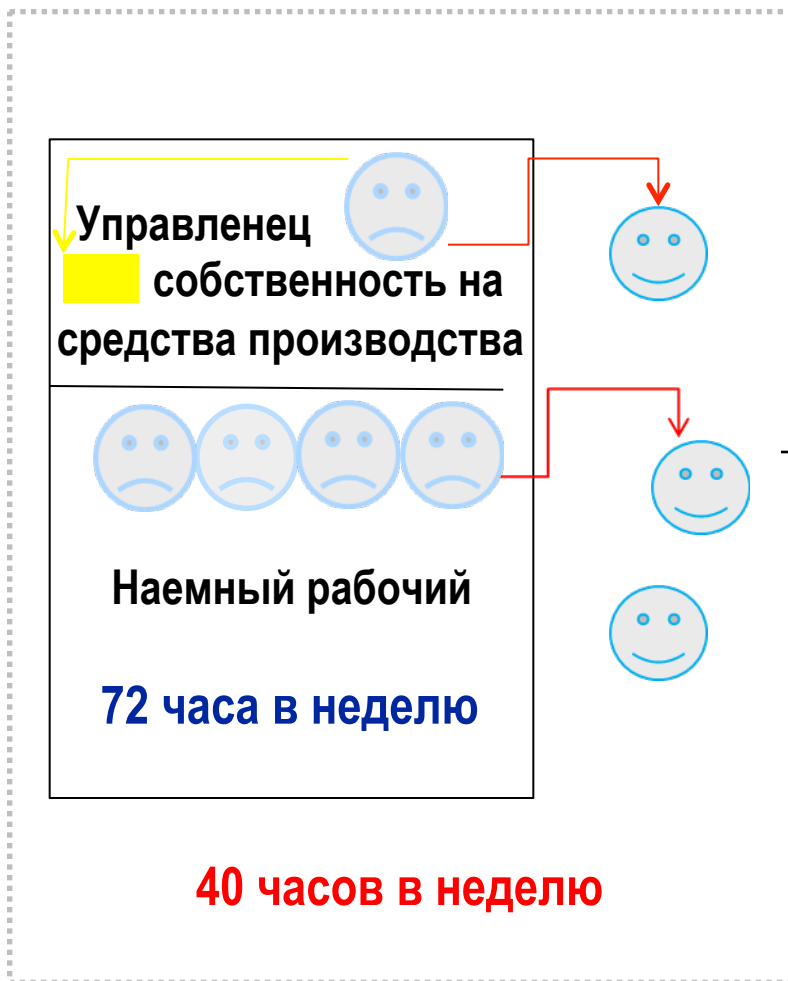 Управленец
собственность на
средства производства
Наемный рабочий
72 часа в неделю
40 часов в неделю